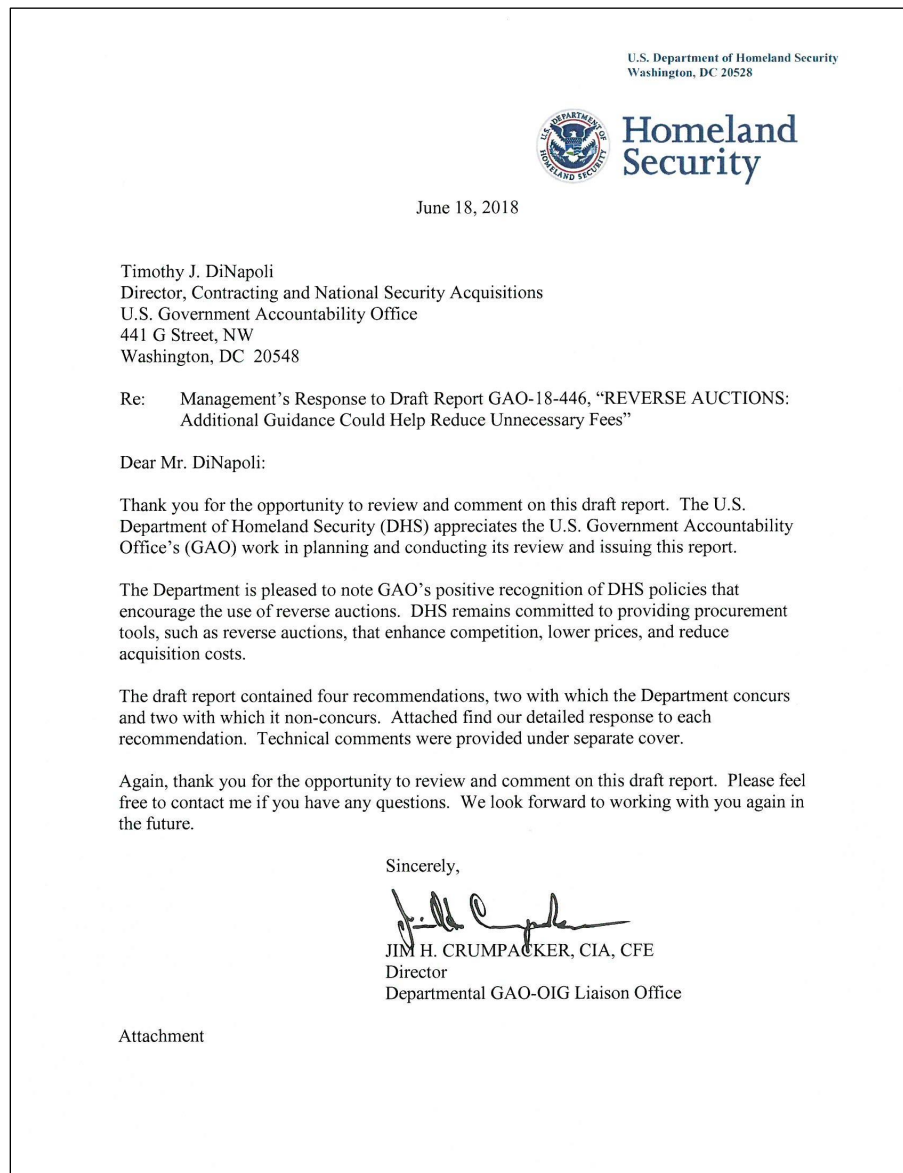 U.S. Department of Homeland Security
Washington, DC 20528
U.S. DEPARTMENT OF
HOMELAND SECURITY
Homeland
Security
June 18, 2018
Timothy J. DiNapoli
Director, Contracting and National Security Acquisitions
U.S. Government Accountability Office
441 G Street, NW
Washington, DC  20548
Re: Management's Response to Draft Report GAO-18-446, “REVERSE AUCTIONS:
Additional Guidance Could Help Reduce Unnecessary Fees”
Dear Mr. DiNapoli:
Thank you for the opportunity to review and comment on this draft report.  The U.S.
Department of Homeland Security (DHS) appreciates the U.S. Government Accountability
Office's (GAO) work in planning and conducting its review and issuing this report.
The Department is pleased to note GAO's positive recognition of DHS policies that
encourage the use of reverse auctions.  DHS remains committed to providing procurement
tools, such as reverse auctions, that enhance competition, lower prices, and reduce
acquisition costs.
The draft report contained four recommendations, two with which the Department concurs
and two with which it non-concurs.  Attached find our detailed response to each
recommendation.  Technical comments were provided under separate cover.
Again, thank you for the opportunity to review and comment on this draft report.  Please feel
free to contact me if you have any questions.  We look forward to working with you again in
the future.
Sincerely,
JIM H. CRUMPACKER, CIA, CFE
Director
Departmental GAO-OIG Liaison Office
Attachment